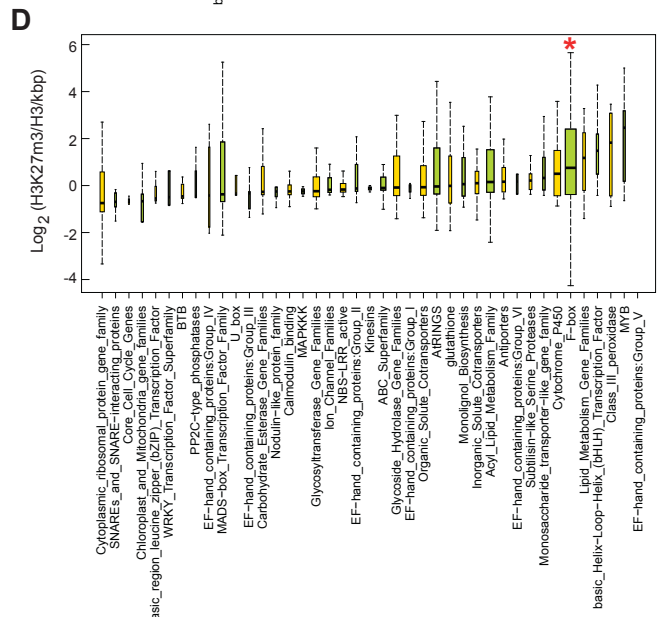 D
b
6
4
2
0
-2
-4
Log2 (H3K27m3/H3/kbp)
*
Cytoplasmic_ribosomal_protein_gene_family
SNAREs_and_SNARE-interacting_proteins
Core_Cell_Cycle_Genes
Chloroplast_and_Mitochondria_gene_families
asic_region_leucine_zipper_(bZIP)_Transcription_Factor
WRKY_Transcription_Factor_Superfamily
BTB
PP2C-type_phosphatases
EF-hand_containing_proteins:Group_IV
MADS-box_Transcription_Factor_Family
U_box
EF-hand_containing_proteins:Group_III
Carbohydrate_Esterase_Gene_Families
Nodulin-like_protein_family
Calmodulin_binding
MAPKKK
Glycosyltransferase_Gene_Families
Ion_Channel_Families
NBS-LRR_active
EF-hand_containing_proteins:Group_II
Kinesins
ABC_Superfamily
Glycoside_Hydrolase_Gene_Families
EF-hand_containing_proteins:Group_I
Organic_Solute_Cotransporters
AtRINGS
glutathione
Monolignol_Biosynthesis
Inorganic_Solute_Cotransporters
Acyl_Lipid_Metabolism_Family
Antiporters
EF-hand_containing_proteins:Group_VI
Subtilisin-like_Serine_Proteases
Monosaccharide_transporter-like_gene_family
Cytochrome_P450
F-box
Lipid_Metabolism_Gene_Families
basic_Helix-Loop-Helix_(bHLH)_Transcription_Factor
Class_III_peroxidase
MYB
EF-hand_containing_proteins:Group_V